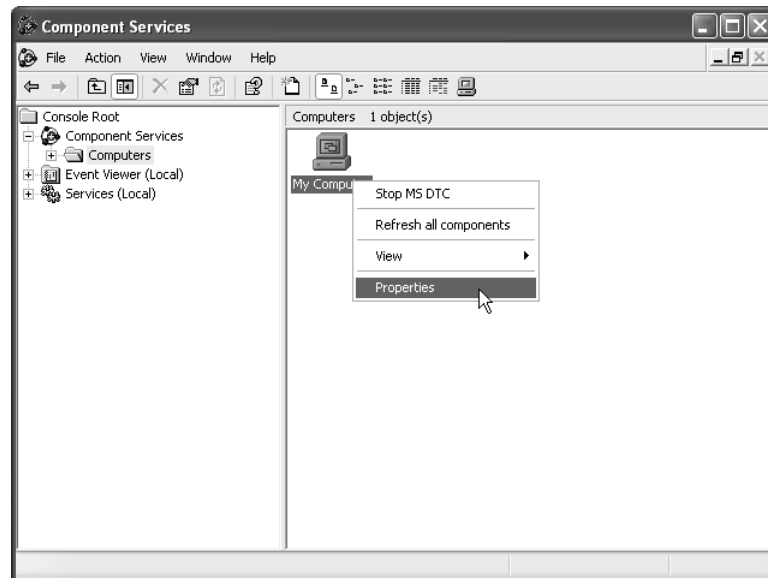 Component Services
File Action View Window Help
Console Root
Component Services
Computers
Event Viewer (Local)
Services (Local)
Computers 1 object(s)
My Compu
Stop MS DTC
Refresh all components
View
Properties